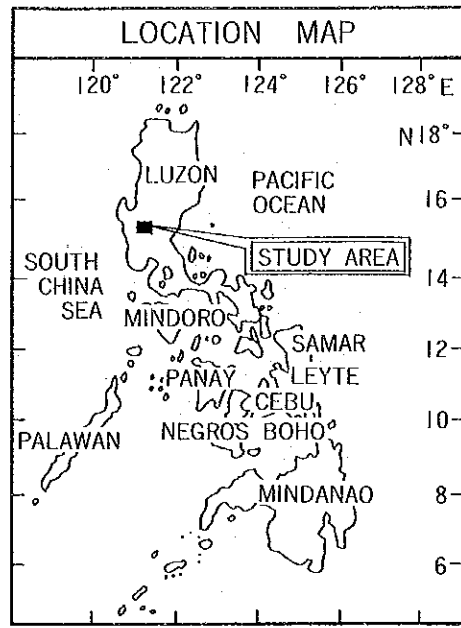 LOCATION MAP
120° 122° 124° 126° 128° E
N18°
LUZON
PACIFIC
OCEAN
16
STUDY AREA
SOUTH
CHINA
SEA
14
MINDORO
SAMAR
12
LEYTE
PANAY
CEBU
10
PALAWAN
NEGROS BOHO
MINDANAO
8
6